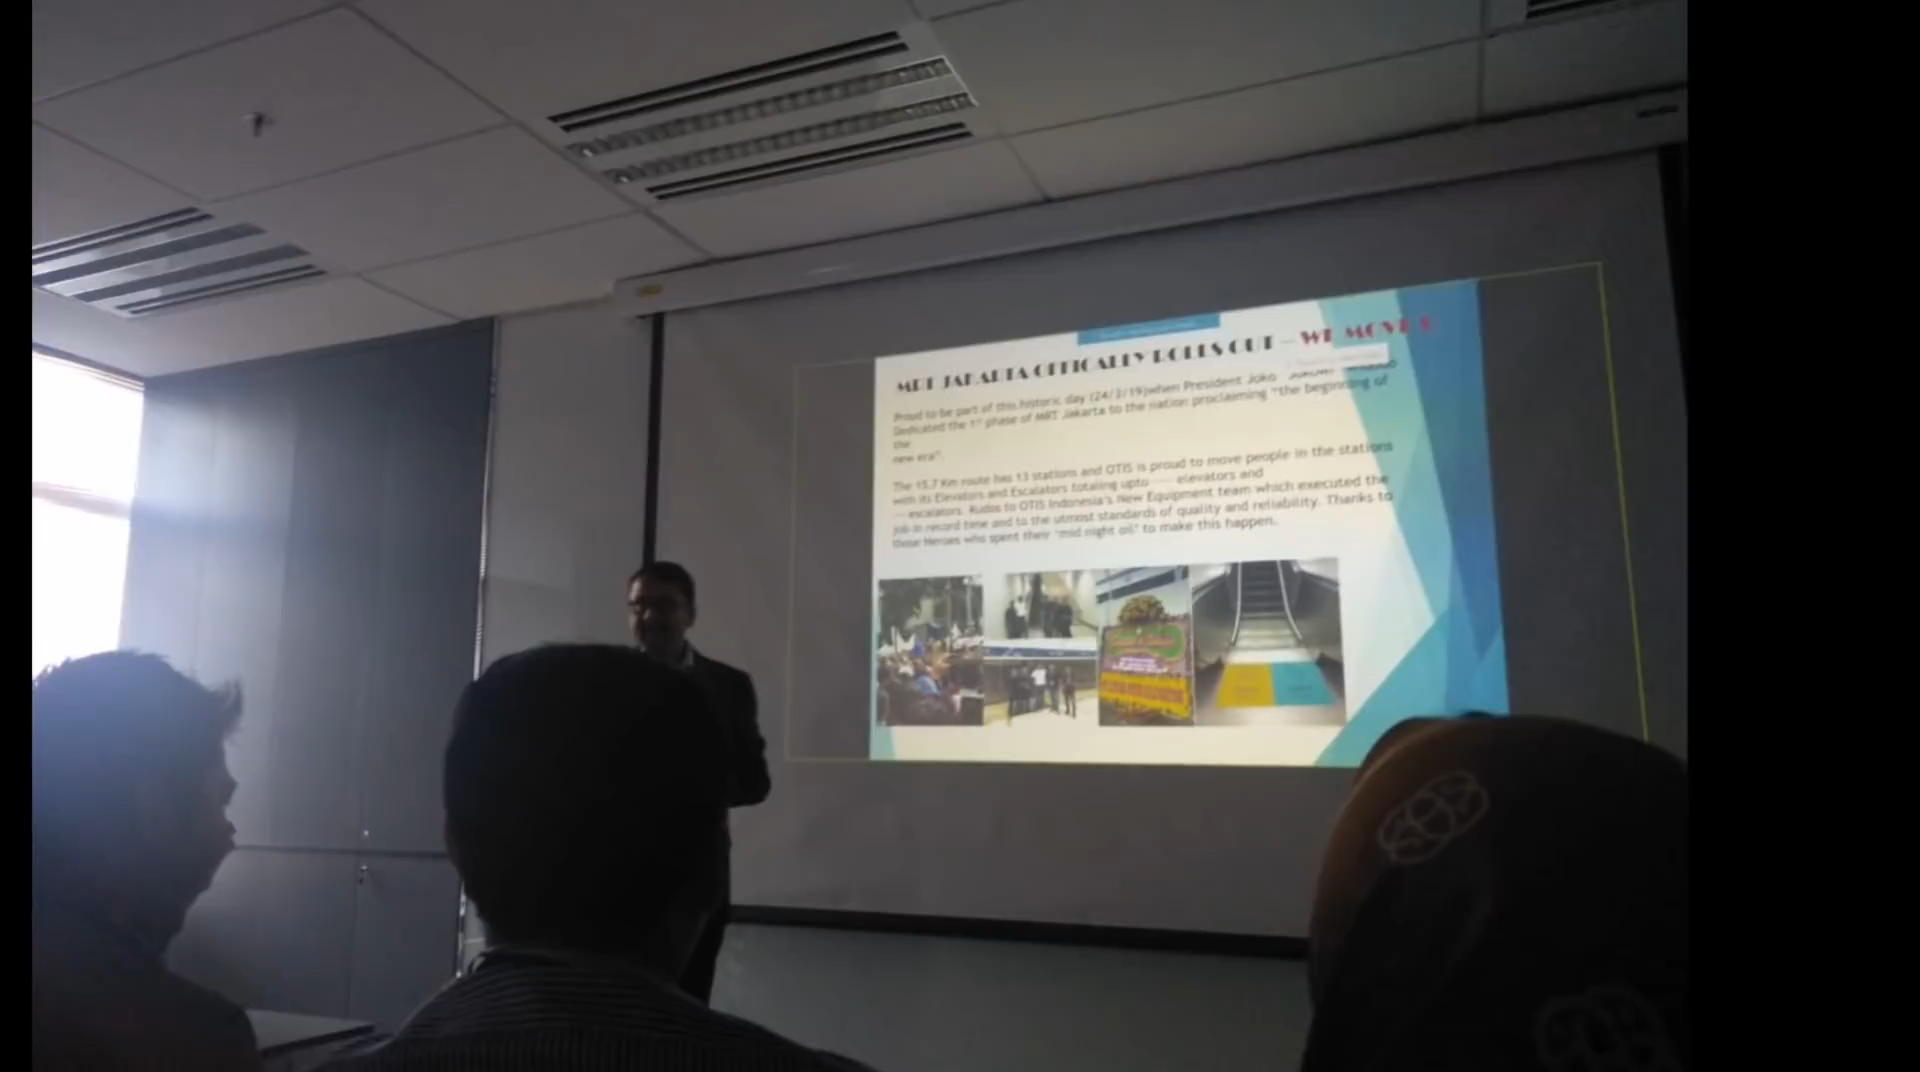 MRT JAKARTA OFFICALLY ROLLS OUT – WE MOVE
Proud to be part of this historic day (24/3/19)when President Joko
Dedicated the 1st phase of MRT Jakarta to the nation proclaiming "the beginning of
the
new era".
The 15.7 Km route has 13 stations and OTIS is proud to move people in the stations
with its Elevators and Escalators totaling upto ---- elevators and
--- escalators. Kudos to OTIS Indonesia's New Equipment team which executed the
job in record time and to the utmost standards of quality and reliability. Thanks to
those Heroes who spent their "mid night oil" to make this happen.